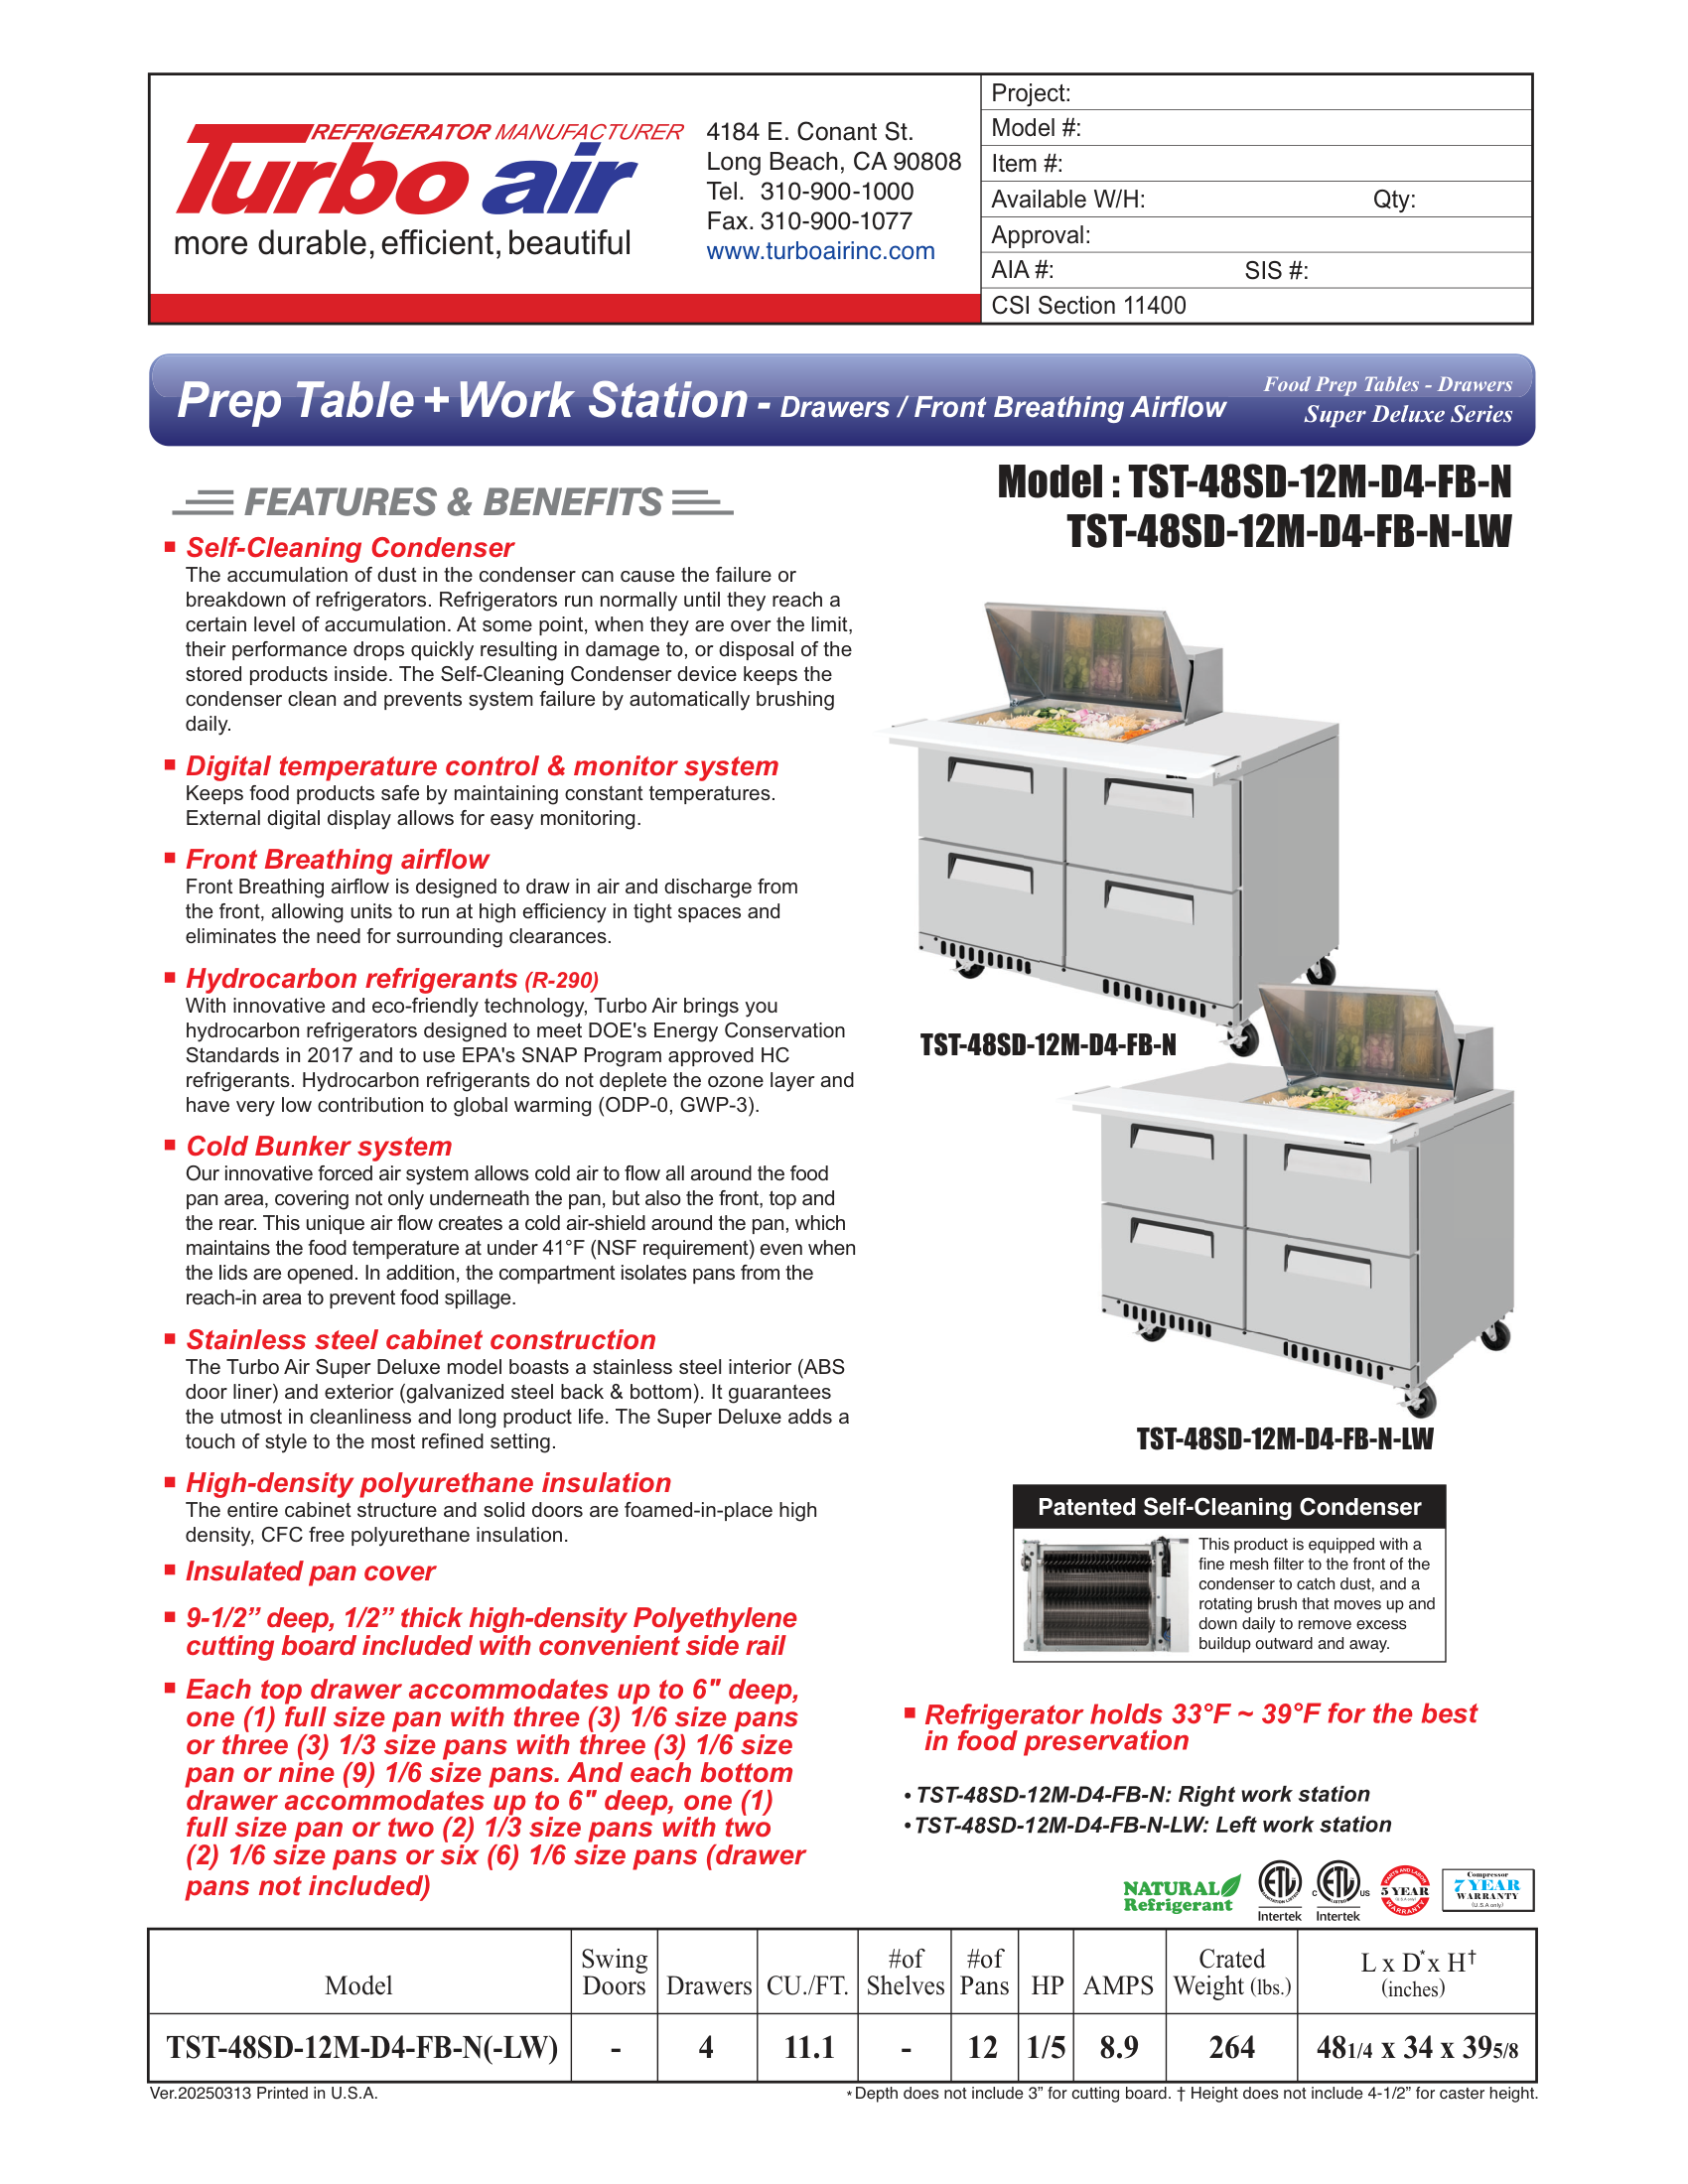 REFRIGERATOR MANUFACTURER
Turbo air
more durable, efficient, beautiful
4184 E. Conant St.
Long Beach, CA 90808
Tel. 310-900-1000
Fax. 310-900-1077
www.turboairinc.com
Project:
Model #:
Item #:
Available W/H: Qty:
Approval:
AIA #: SIS #:
CSI Section 11400
Prep Table + Work Station - Drawers / Front Breathing Airflow
Food Prep Tables - Drawers
Super Deluxe Series
Model : TST-48SD-12M-D4-FB-N
TST-48SD-12M-D4-FB-N-LW
FEATURES & BENEFITS
Self-Cleaning Condenser
The accumulation of dust in the condenser can cause the failure or
breakdown of refrigerators. Refrigerators run normally until they reach a
certain level of accumulation. At some point, when they are over the limit,
their performance drops quickly resulting in damage to, or disposal of the
stored products inside. The Self-Cleaning Condenser device keeps the
condenser clean and prevents system failure by automatically brushing
daily.
Digital temperature control & monitor system
Keeps food products safe by maintaining constant temperatures.
External digital display allows for easy monitoring.
Front Breathing airflow
Front Breathing airflow is designed to draw in air and discharge from
the front, allowing units to run at high efficiency in tight spaces and
eliminates the need for surrounding clearances.
Hydrocarbon refrigerants (R-290)
With innovative and eco-friendly technology, Turbo Air brings you
hydrocarbon refrigerators designed to meet DOE's Energy Conservation
Standards in 2017 and to use EPA's SNAP Program approved HC
refrigerants. Hydrocarbon refrigerants do not deplete the ozone layer and
have very low contribution to global warming (ODP-0, GWP-3).
Cold Bunker system
Our innovative forced air system allows cold air to flow all around the food
pan area, covering not only underneath the pan, but also the front, top and
the rear. This unique air flow creates a cold air-shield around the pan, which
maintains the food temperature at under 41°F (NSF requirement) even when
the lids are opened. In addition, the compartment isolates pans from the
reach-in area to prevent food spillage.
Stainless steel cabinet construction
The Turbo Air Super Deluxe model boasts a stainless steel interior (ABS
door liner) and exterior (galvanized steel back & bottom). It guarantees
the utmost in cleanliness and long product life. The Super Deluxe adds a
touch of style to the most refined setting.
High-density polyurethane insulation
The entire cabinet structure and solid doors are foamed-in-place high
density, CFC free polyurethane insulation.
Insulated pan cover
9-1/2” deep, 1/2” thick high-density Polyethylene
cutting board included with convenient side rail
Each top drawer accommodates up to 6" deep,
one (1) full size pan with three (3) 1/6 size pans
or three (3) 1/3 size pans with three (3) 1/6 size
pan or nine (9) 1/6 size pans. And each bottom
drawer accommodates up to 6" deep, one (1)
full size pan or two (2) 1/3 size pans with two
(2) 1/6 size pans or six (6) 1/6 size pans (drawer
pans not included)
TST-48SD-12M-D4-FB-N
TST-48SD-12M-D4-FB-N-LW
Patented Self-Cleaning Condenser
This product is equipped with a
fine mesh filter to the front of the
condenser to catch dust, and a
rotating brush that moves up and
down daily to remove excess
buildup outward and away.
Refrigerator holds 33°F ~ 39°F for the best
in food preservation
• TST-48SD-12M-D4-FB-N: Right work station
• TST-48SD-12M-D4-FB-N-LW: Left work station
NATURAL
Refrigerant
ETL
Intertek
C ETL US
Intertek
PARTS AND LABOR
5 YEAR
WARRANTY
Compressor
7 YEAR
WARRANTY
(U.S.A only)
Model Swing Doors Drawers CU./FT. #of Shelves #of Pans HP AMPS Crated Weight (lbs.) L x D* x H† (inches)
TST-48SD-12M-D4-FB-N(-LW) - 4 11.1 - 12 1/5 8.9 264 48 1/4 x 34 x 39 5/8
Ver.20250313 Printed in U.S.A.
* Depth does not include 3” for cutting board. † Height does not include 4-1/2” for caster height.